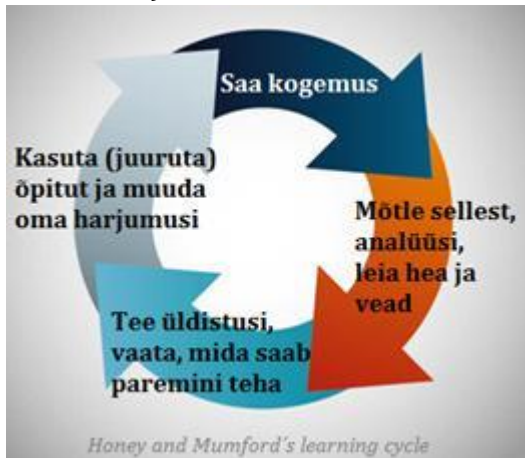 Saa kogemus
Mõtle sellest,
analüüsi,
leia hea ja
vead
Tee üldistusi,
vaata, mida saab
paremini teha
Kasuta (juuruta)
õpitut ja muuda
oma harjumusi
Honey and Mumford's learning cycle